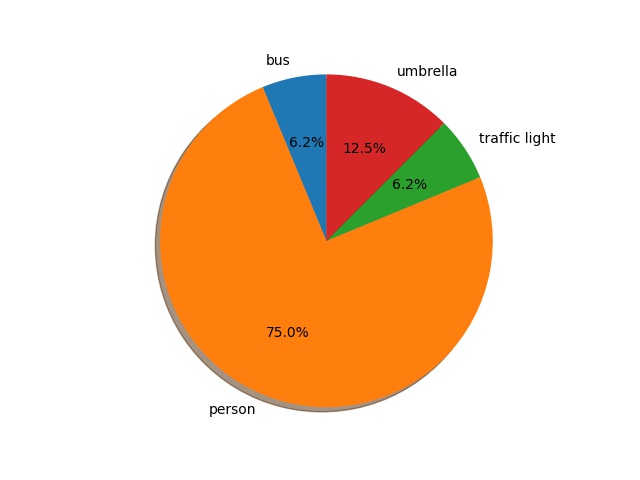 bus
umbrella
traffic light
6.2%
12.5%
6.2%
75.0%
person